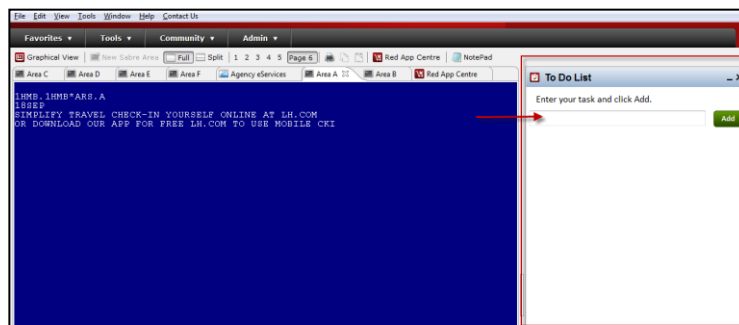 File Edit View Tools Window Help Contact Us
Favorites Tools Community Admin
Graphical View New Sabre Area Full Split 1 2 3 4 5 Page 6 Red App Centre NotePad
Area C Area D Area E Area F Agency eServices Area A Area B Red App Centre
1HMB.1HMB*ARS.A
18SEP
SIMPLIFY TRAVEL CHECK-IN YOURSELF ONLINE AT LH.COM
OR DOWNLOAD OUR APP FOR FREE LH.COM TO USE MOBILE CKI
To Do List
Enter your task and click Add.
Add